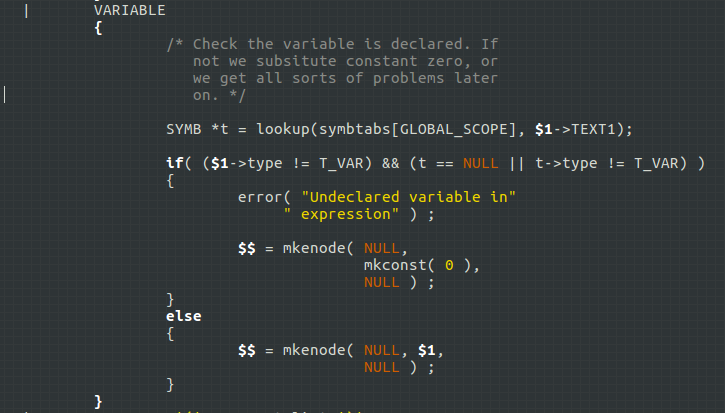 |       VARIABLE
        {
                /* Check the variable is declared. If
                   not we subsitute constant zero, or
                   we get all sorts of problems later
                   on. */
                SYMB *t = lookup(symbtabs[GLOBAL_SCOPE], $1->TEXT1);
                if( ($1->type != T_VAR) && (t == NULL || t->type != T_VAR) )
                {
                        error( "Undeclared variable in"
                             " expression" ) ;
                        $$ = mkenode( NULL,
                                      mkconst( 0 ),
                                      NULL ) ;
                }
                else
                {
                        $$ = mkenode( NULL, $1,
                                      NULL ) ;
                }
        }